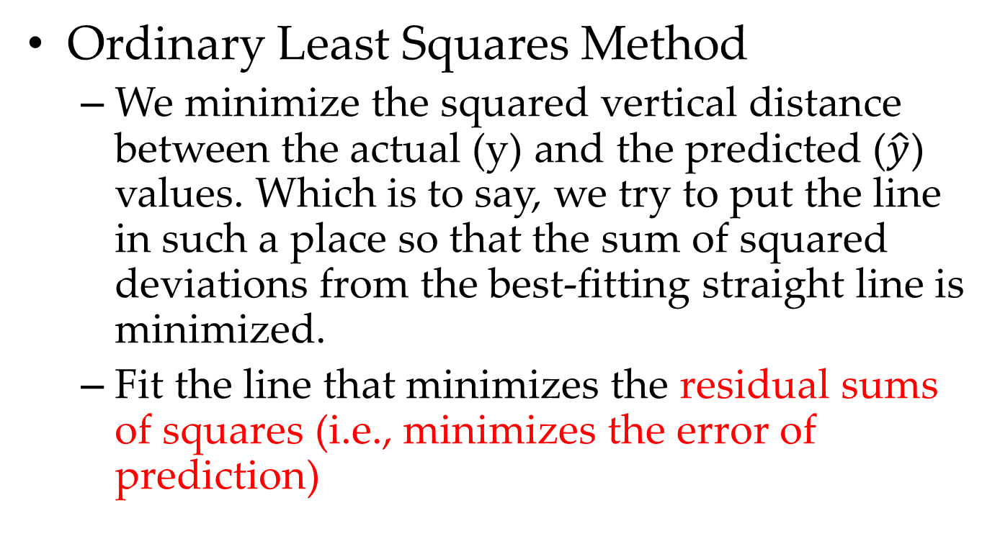 • Ordinary Least Squares Method
– We minimize the squared vertical distance
between the actual (y) and the predicted (ŷ)
values. Which is to say, we try to put the line
in such a place so that the sum of squared
deviations from the best-fitting straight line is
minimized.
– Fit the line that minimizes the residual sums
of squares (i.e., minimizes the error of
prediction)